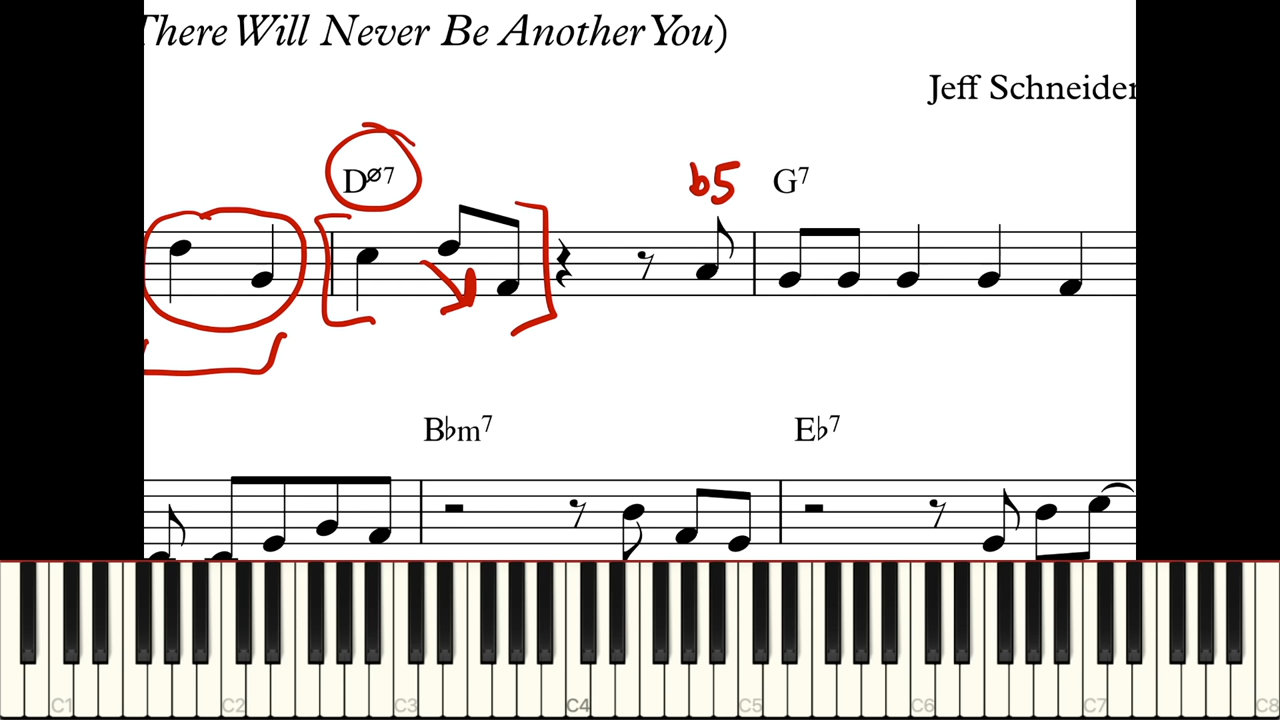 There Will Never Be Another You)
Jeff Schneider
Dø7 b5 G7
B♭m7 E♭7
C1 C2 C3 C4 C5 C6 C7 C8